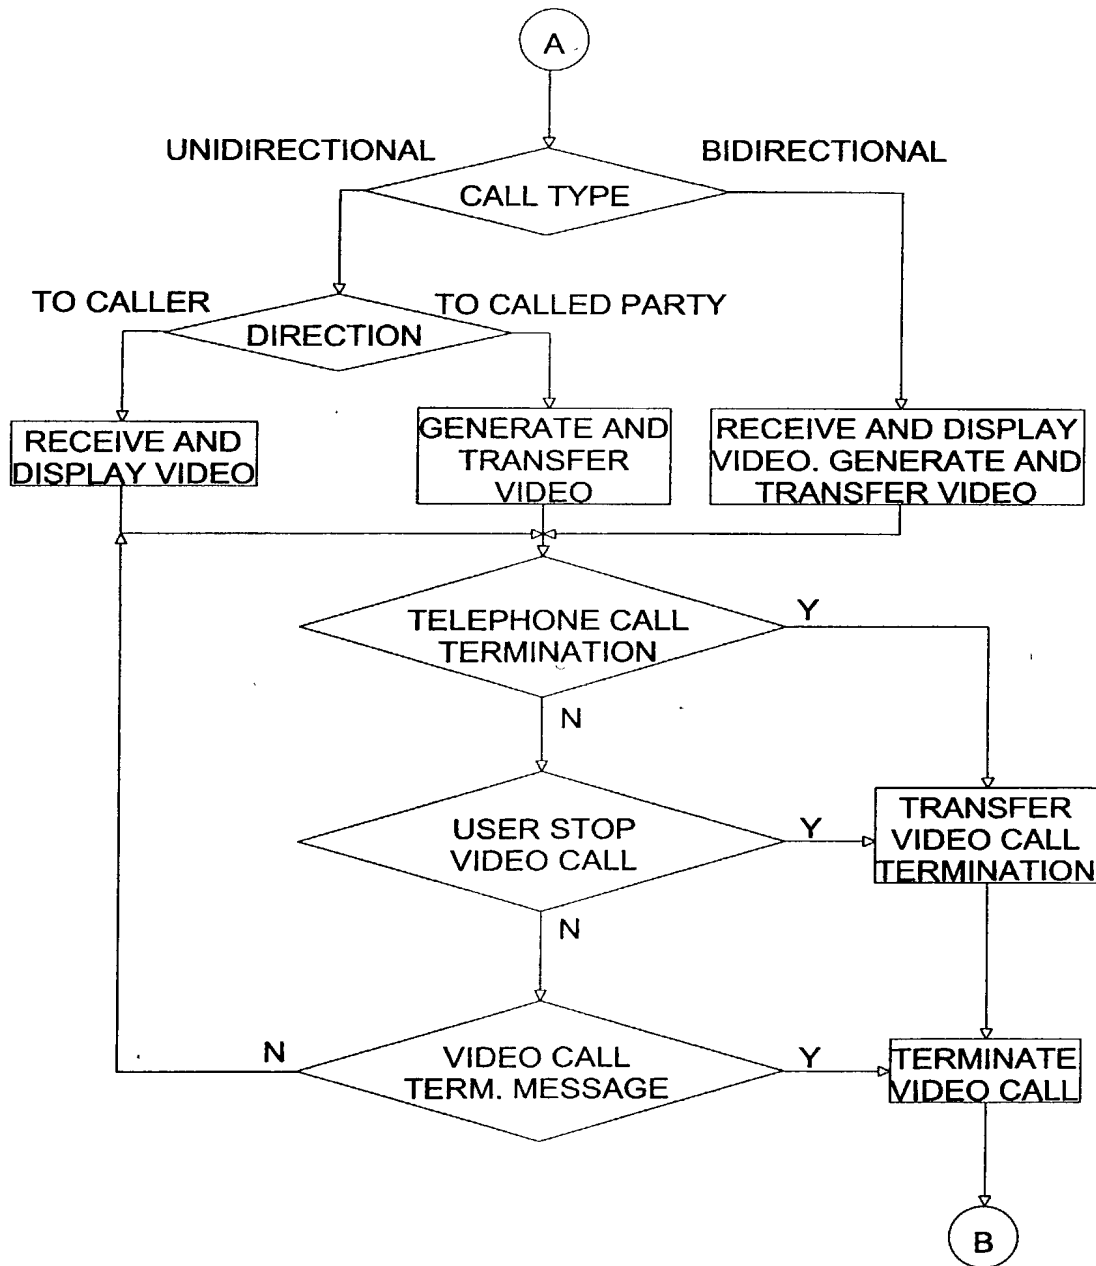 A
UNIDIRECTIONAL
BIDIRECTIONAL
CALL TYPE
TO CALLER
TO CALLED PARTY
DIRECTION
RECEIVE AND
DISPLAY VIDEO
GENERATE AND
TRANSFER
VIDEO
RECEIVE AND DISPLAY
VIDEO. GENERATE AND
TRANSFER VIDEO
TELEPHONE CALL
TERMINATION
Y
N
USER STOP
VIDEO CALL
Y
TRANSFER
VIDEO CALL
TERMINATION
N
VIDEO CALL
TERM. MESSAGE
N
Y
TERMINATE
VIDEO CALL
B